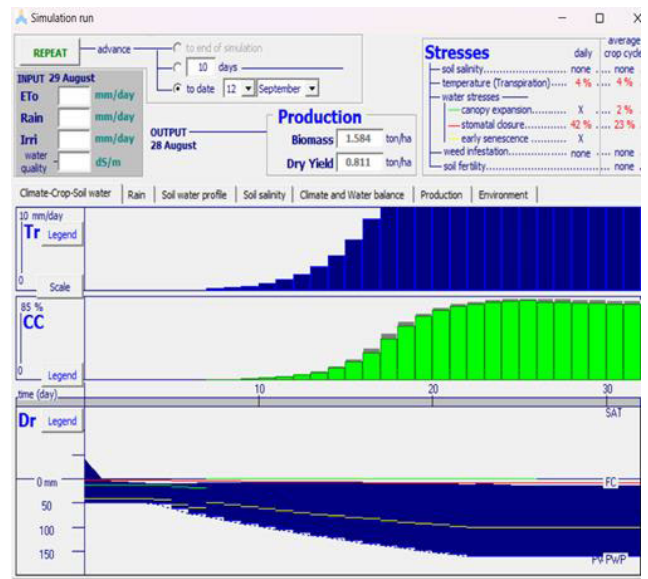 Simulation run
REPEAT
advance
to end of simulation
10 days
to date 12 September
INPUT 29 August
ETo mm/day
Rain mm/day
Irri mm/day
water quality dS/m
OUTPUT
28 August
Production
Biomass 1.584 ton/ha
Dry Yield 0.811 ton/ha
Stresses daily average crop cycle
soil salinity................... none .... none
temperature (Transpiration)..... 4 % .... 4 %
water stresses
canopy expansion........ X .... 2 %
stomatal closure......... 42 % .... 23 %
early senescence ........ X
weed infestation................ none .... none
soil fertility..................... none
Climate-Crop-Soil water Rain Soil water profile Soil salinity Climate and Water balance Production Environment
10 mm/day
Tr Legend
0 Scale
85 %
CC
0 Legend
time (day) 10 20 30
SAT
Dr Legend
0 mm FC
50
100
150 PWP